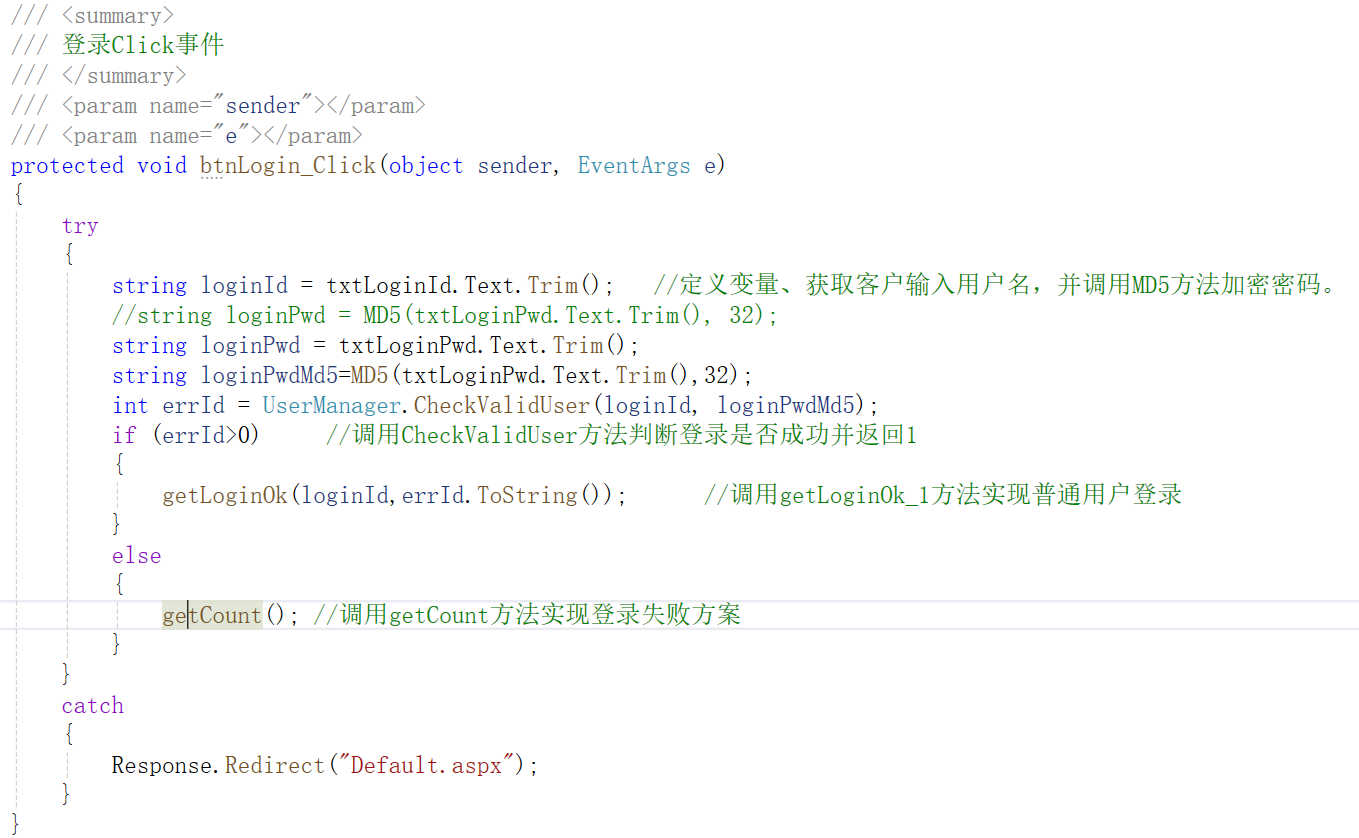 /// <summary>
/// 登录Click事件
/// </summary>
/// <param name="sender"></param>
/// <param name="e"></param>
protected void btnLogin_Click(object sender, EventArgs e)
{
try
{
string loginId = txtLoginId.Text.Trim(); //定义变量、获取客户输入用户名，并调用MD5方法加密密码。
//string loginPwd = MD5(txtLoginPwd.Text.Trim(), 32);
string loginPwd = txtLoginPwd.Text.Trim();
string loginPwdMd5=MD5(txtLoginPwd.Text.Trim(),32);
int errId = UserManager.CheckValidUser(loginId, loginPwdMd5);
if (errId>0) //调用CheckValidUser方法判断登录是否成功并返回1
{
getLoginOk(loginId,errId.ToString()); //调用getLoginOk_1方法实现普通用户登录
}
else
{
getCount(); //调用getCount方法实现登录失败方案
}
}
catch
{
Response.Redirect("Default.aspx");
}
}